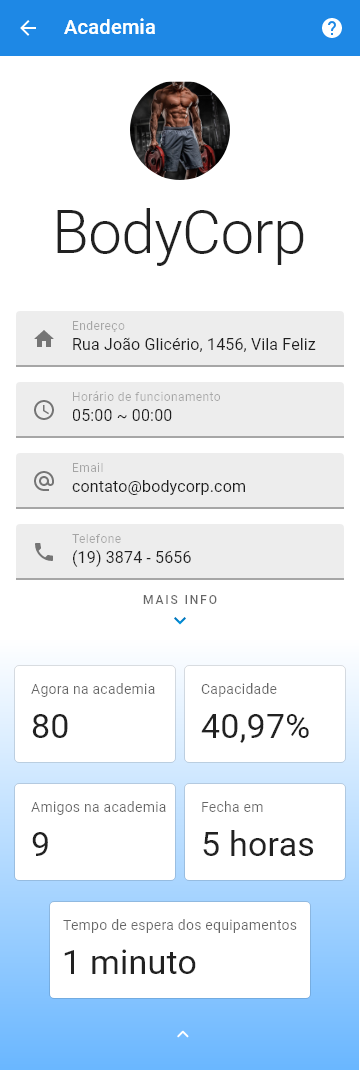 Academia
BodyCorp
Endereço
Rua João Glicério, 1456, Vila Feliz
Horário de funcionamento
05:00 ~ 00:00
Email
contato@bodycorp.com
Telefone
(19) 3874 - 5656
MAIS INFO
Agora na academia
80
Capacidade
40,97%
Amigos na academia
9
Fecha em
5 horas
Tempo de espera dos equipamentos
1 minuto